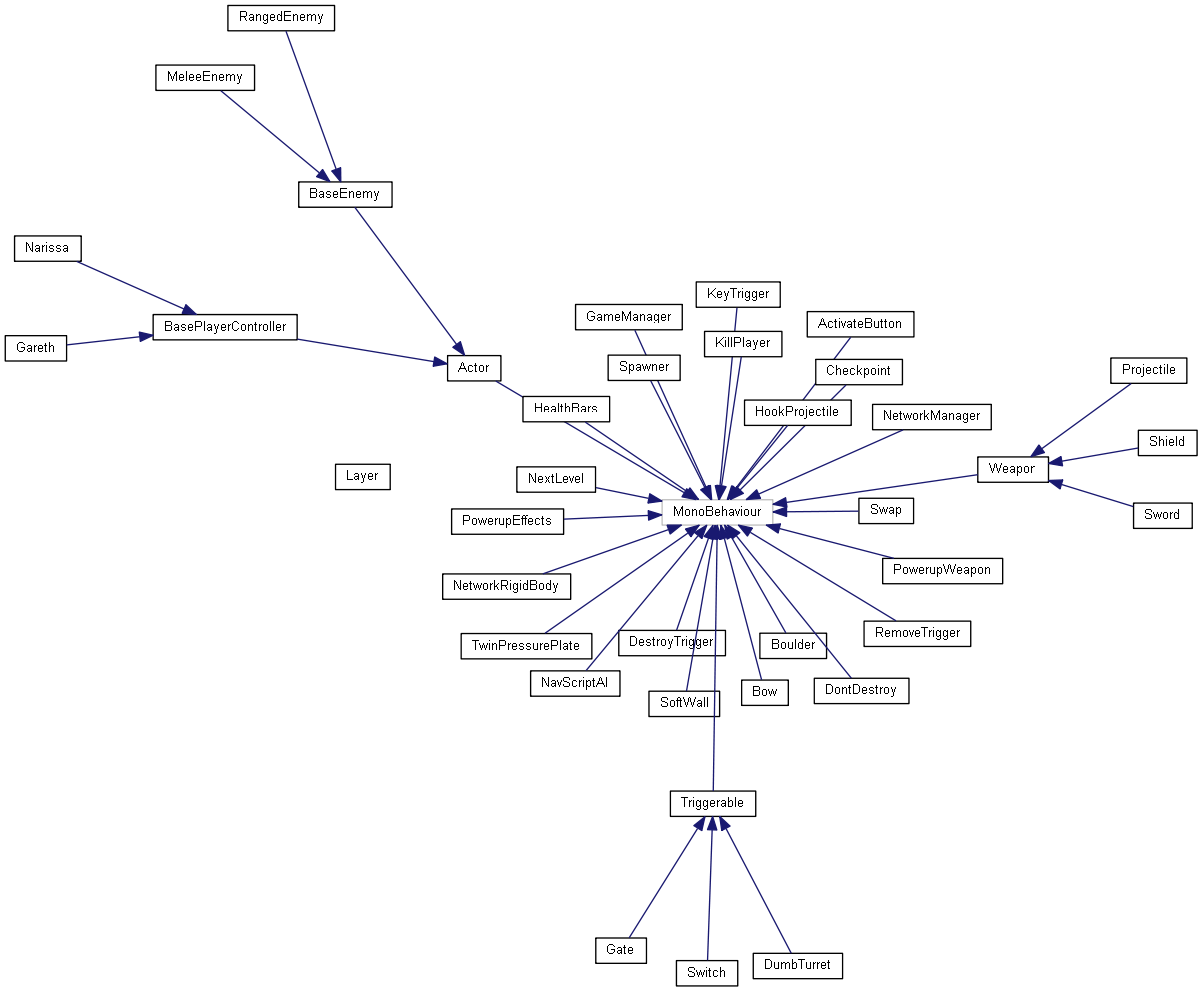 RangedEnemy
MeleeEnemy
BaseEnemy
Narissa
KeyTrigger
GameManager
ActivateButton
BasePlayerController
Gareth
KillPlayer
Actor
Spawner
Checkpoint
Projectile
HealthBars
HookProjectile
NetworkManager
Shield
Layer
NextLevel
Weapor
MonoBehaviour
Swap
PowerupEffects
Sword
NetworkRigidBody
PowerupWeapon
TwinPressurePlate
DestroyTrigger
Boulder
RemoveTrigger
NavScriptAI
SoftWall
Bow
DontDestroy
Triggerable
Gate
Switch
DumbTurret